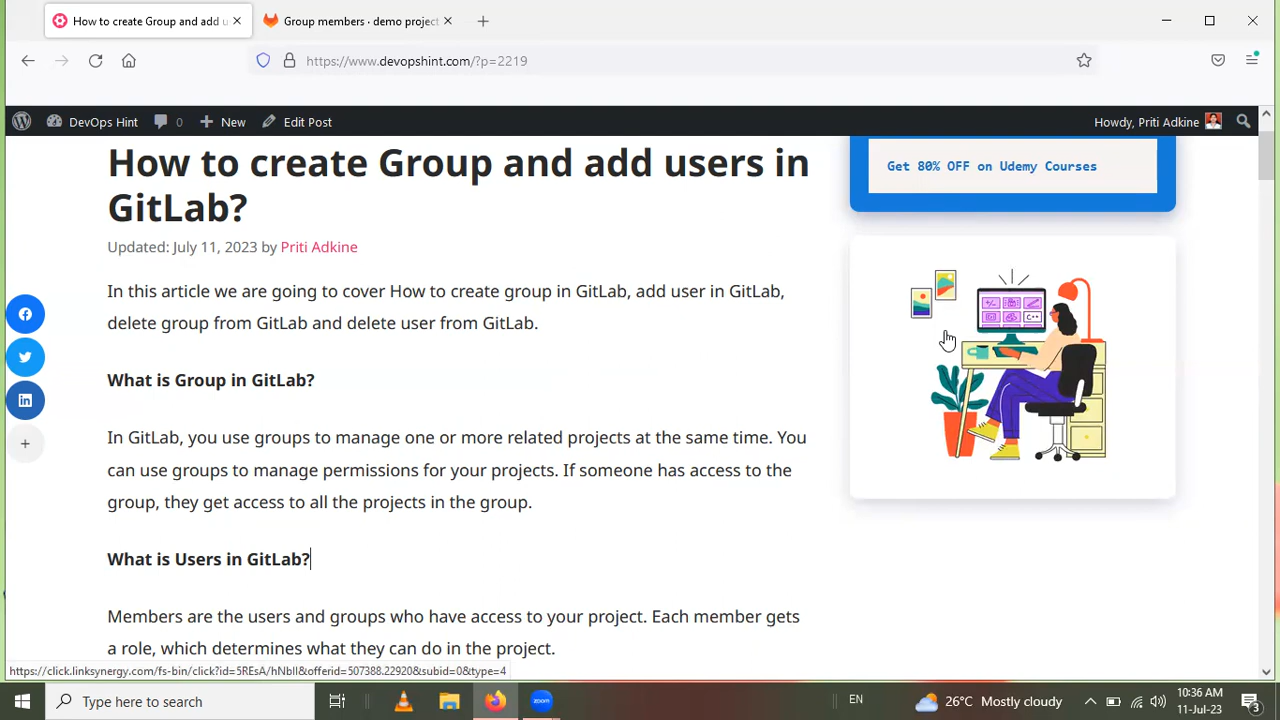 How to create Group and add u
Group members · demo project
https://www.devopshint.com/?p=2219
DevOps Hint
0
New
Edit Post
Howdy, Priti Adkine
How to create Group and add users in
GitLab?
Updated: July 11, 2023 by Priti Adkine
In this article we are going to cover How to create group in GitLab, add user in GitLab,
delete group from GitLab and delete user from GitLab.
What is Group in GitLab?
In GitLab, you use groups to manage one or more related projects at the same time. You
can use groups to manage permissions for your projects. If someone has access to the
group, they get access to all the projects in the group.
What is Users in GitLab?
Members are the users and groups who have access to your project. Each member gets
a role, which determines what they can do in the project.
Get 80% OFF on Udemy Courses
C++
https://click.linksynergy.com/fs-bin/click?id=5REsA/hNbII&offerid=507388.22920&subid=0&type=4
Type here to search
zoom
EN
26°C Mostly cloudy
10:36 AM
11-Jul-23
3